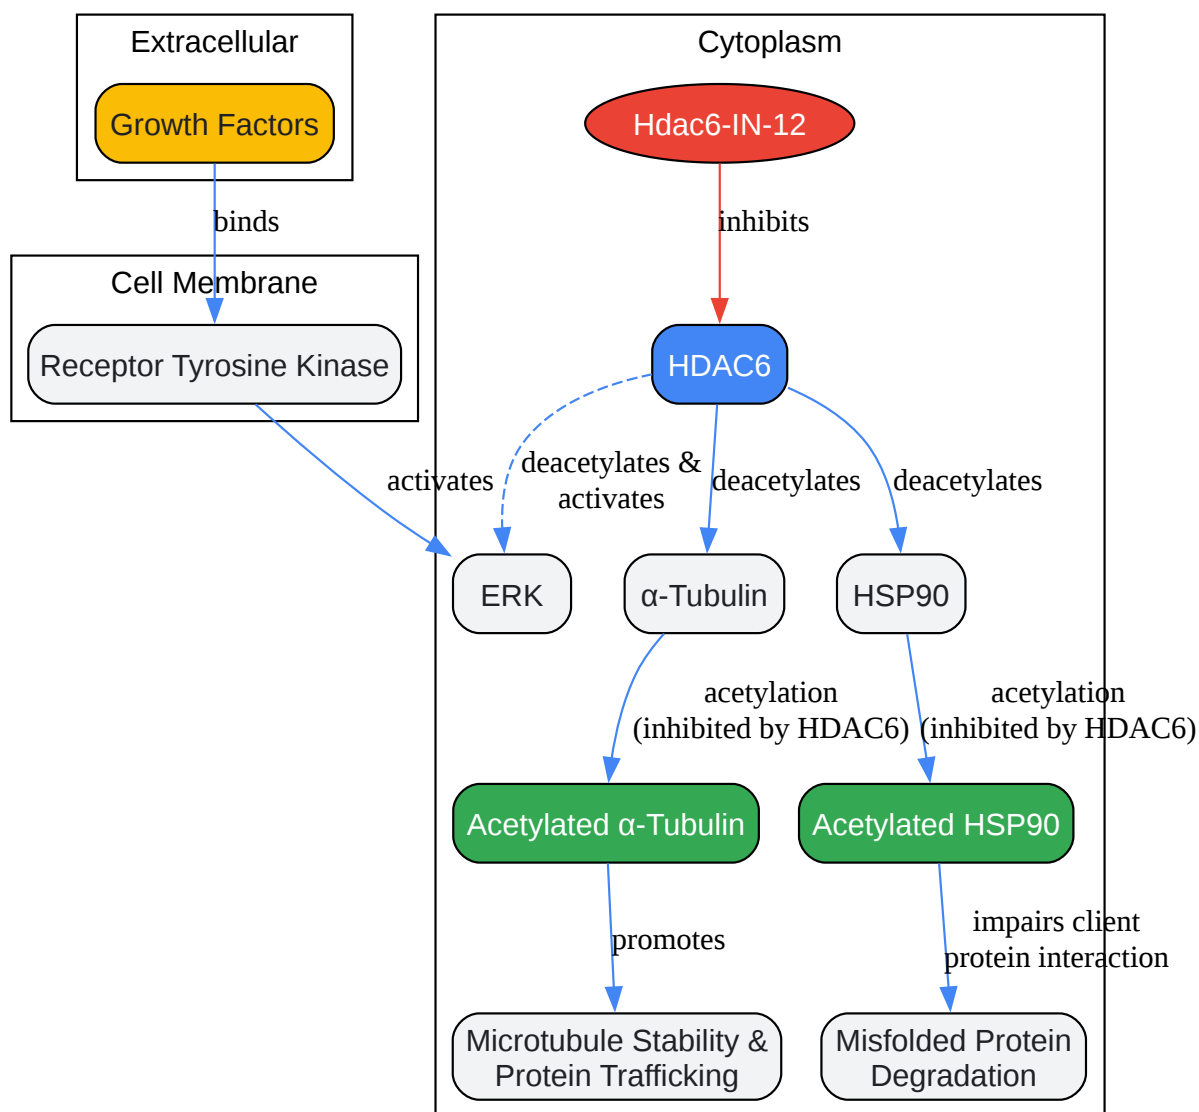 Extracellular
Cytoplasm
Growth Factors
Hdac6-IN-12
binds
inhibits
Cell Membrane
Receptor Tyrosine Kinase
HDAC6
activates
deacetylates &
activates
deacetylates
deacetylates
ERK
α-Tubulin
HSP90
acetylation
(inhibited by HDAC6)
acetylation
(inhibited by HDAC6)
Acetylated α-Tubulin
Acetylated HSP90
promotes
impairs client
protein interaction
Microtubule Stability &
Protein Trafficking
Misfolded Protein
Degradation